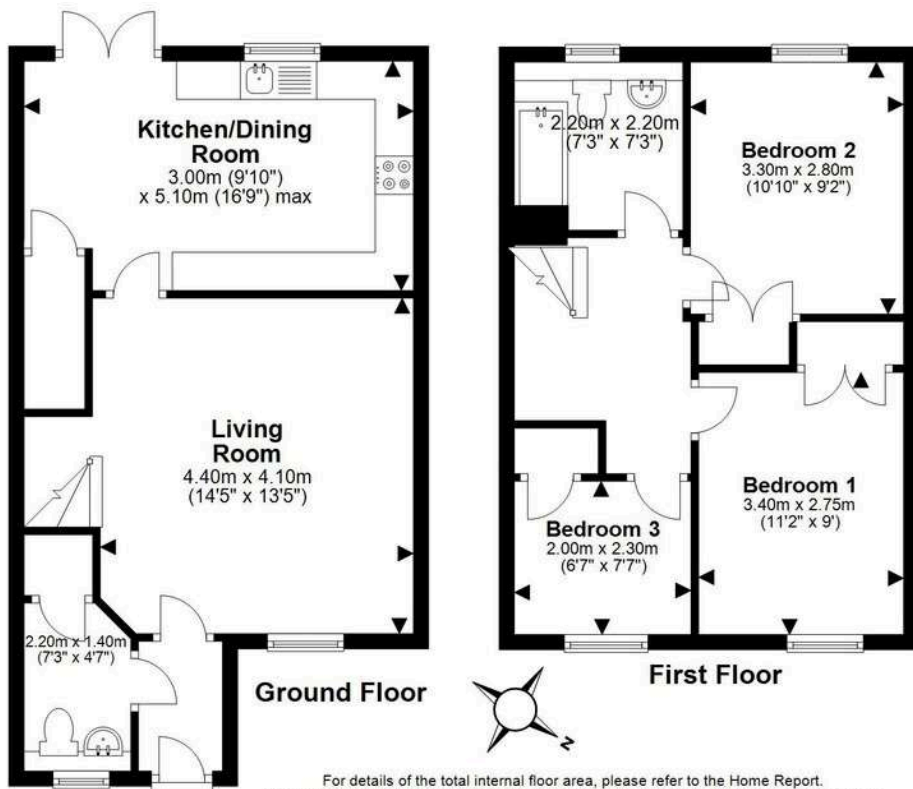 Kitchen/Dining
Room
3.00m (9'10")
x 5.10m (16'9") max
Living
Room
4.40m x 4.10m
(14'5" x 13'5")
2.20m x 1.40m
(7'3" x 4'7")
Ground Floor
2.20m x 2.20m
(7'3" x 7'3")
Bedroom 2
3.30m x 2.80m
(10'10" x 9'2")
Bedroom 1
3.40m x 2.75m
(11'2" x 9')
Bedroom 3
2.00m x 2.30m
(6'7" x 7'7")
First Floor
N
For details of the total internal floor area, please refer to the Home Report.